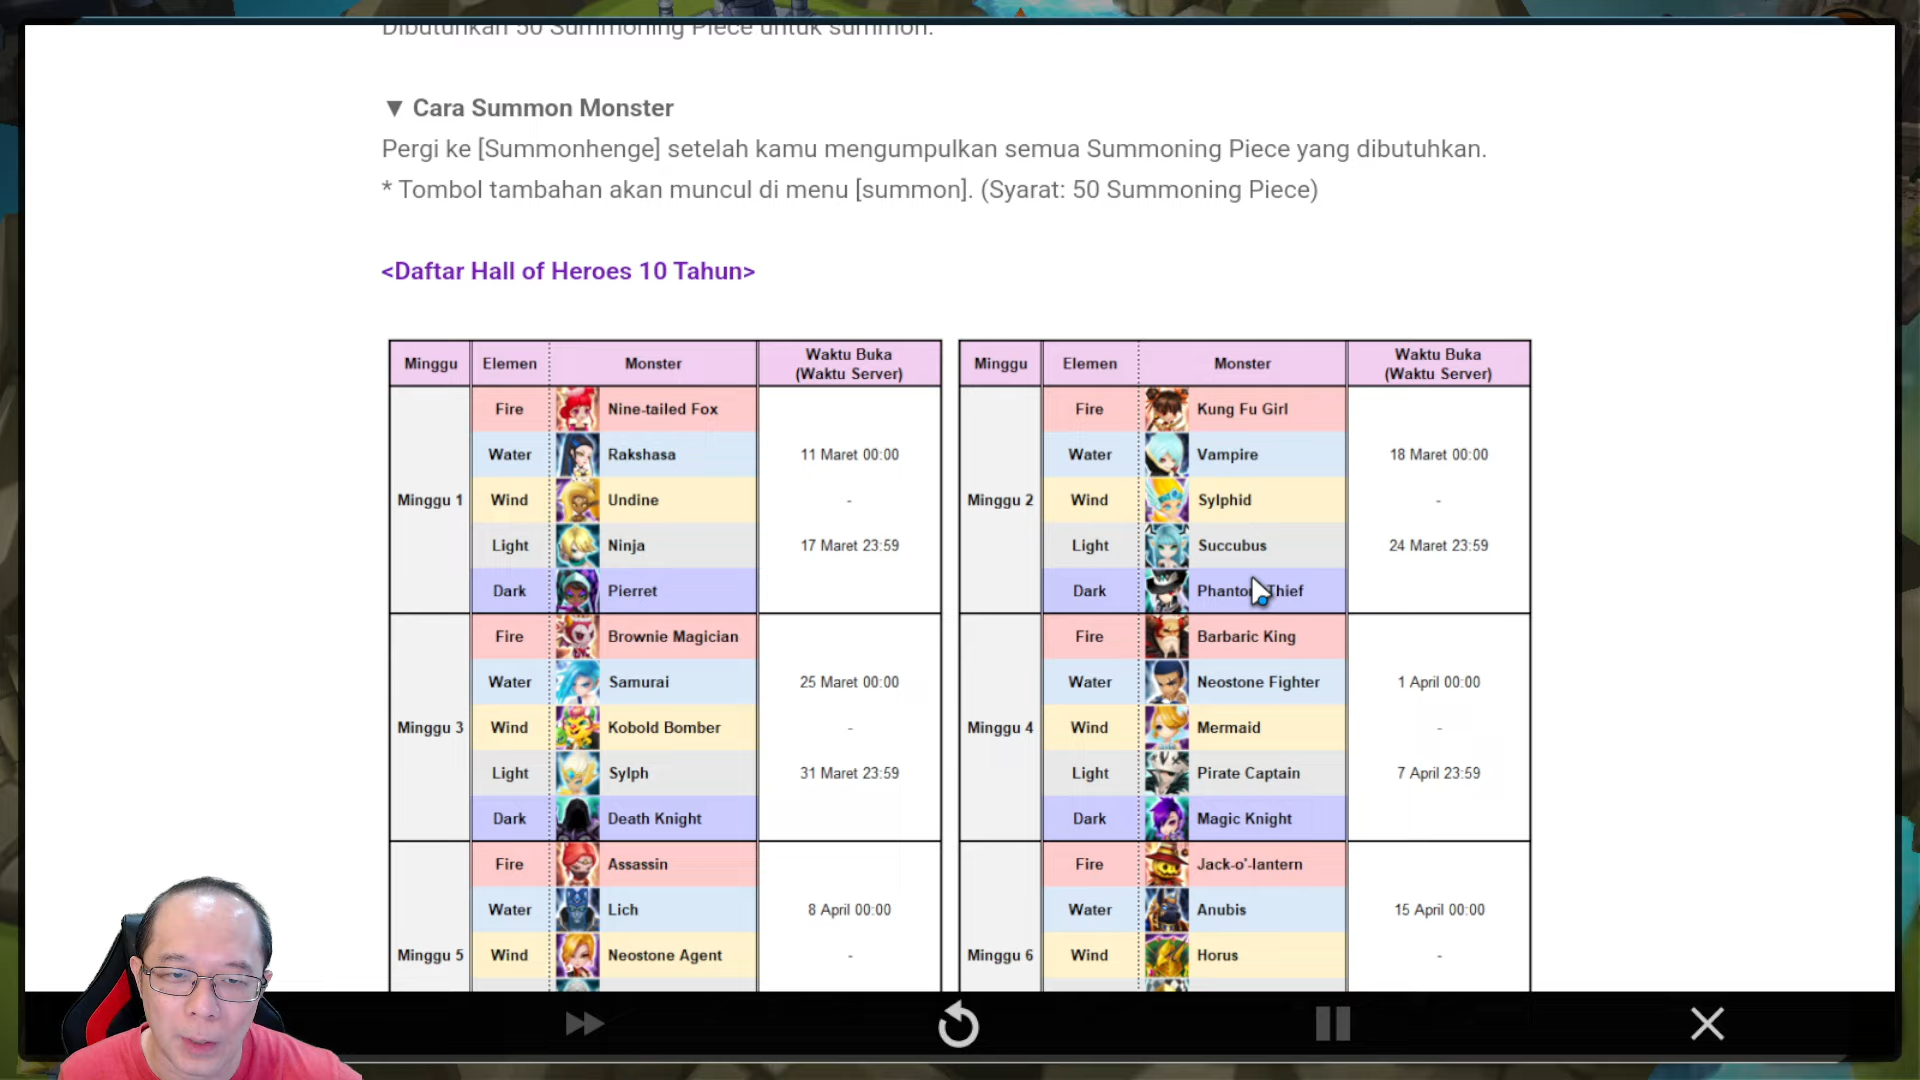 Dibutuhkan 50 Summoning Piece untuk summon.
▼ Cara Summon Monster
Pergi ke [Summonhenge] setelah kamu mengumpulkan semua Summoning Piece yang dibutuhkan.
* Tombol tambahan akan muncul di menu [summon]. (Syarat: 50 Summoning Piece)
<Daftar Hall of Heroes 10 Tahun>
Minggu Elemen Monster Waktu Buka (Waktu Server)
Minggu 1
Fire Nine-tailed Fox
Water Rakshasa
Wind Undine
Light Ninja
Dark Pierret
11 Maret 00:00
-
17 Maret 23:59
Minggu Elemen Monster Waktu Buka (Waktu Server)
Minggu 2
Fire Kung Fu Girl
Water Vampire
Wind Sylphid
Light Succubus
Dark Phantom Thief
18 Maret 00:00
-
24 Maret 23:59
Minggu 3
Fire Brownie Magician
Water Samurai
Wind Kobold Bomber
Light Sylph
Dark Death Knight
25 Maret 00:00
-
31 Maret 23:59
Minggu 4
Fire Barbaric King
Water Neostone Fighter
Wind Mermaid
Light Pirate Captain
Dark Magic Knight
1 April 00:00
-
7 April 23:59
Minggu 5
Fire Assassin
Water Lich
Wind Neostone Agent
8 April 00:00
-
Minggu 6
Fire Jack-o'-lantern
Water Anubis
Wind Horus
15 April 00:00
-